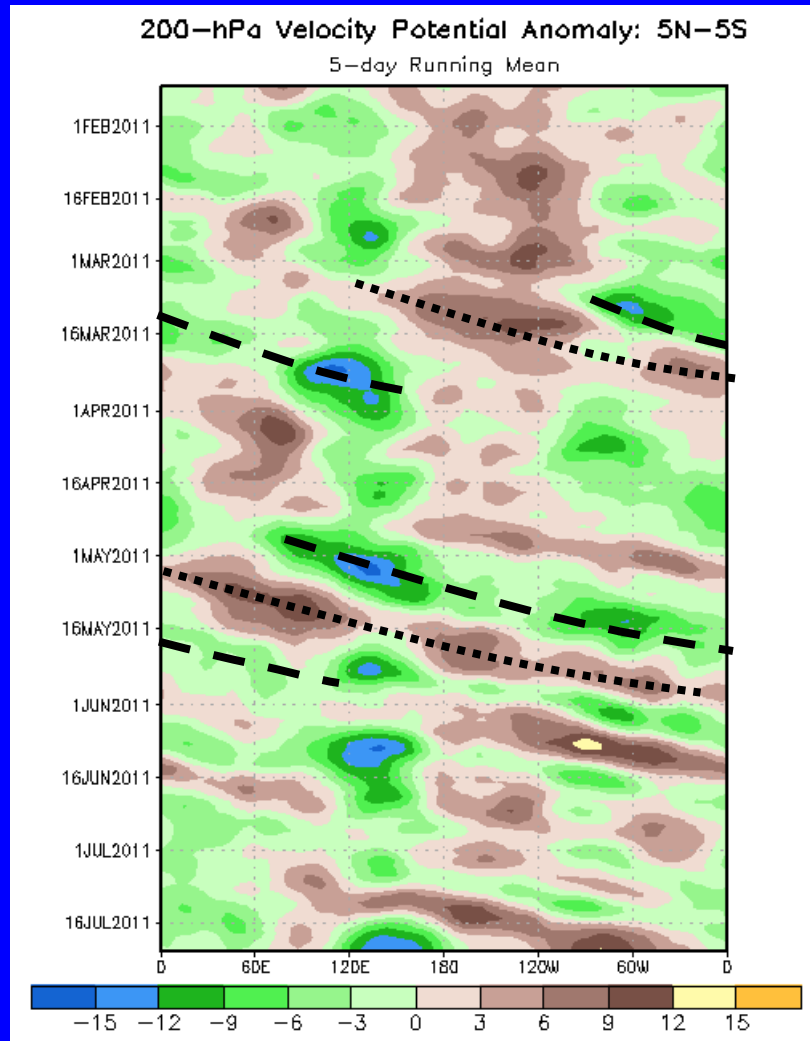 200-hPa Velocity Potential Anomaly: 5N-5S
5-day Running Mean
1FEB2011
16FEB2011
1MAR2011
16MAR2011
1APR2011
16APR2011
1MAY2011
16MAY2011
1JUN2011
16JUN2011
1JUL2011
16JUL2011
0 60E 120E 180 120W 60W 0
-15 -12 -9 -6 -3 0 3 6 9 12 15